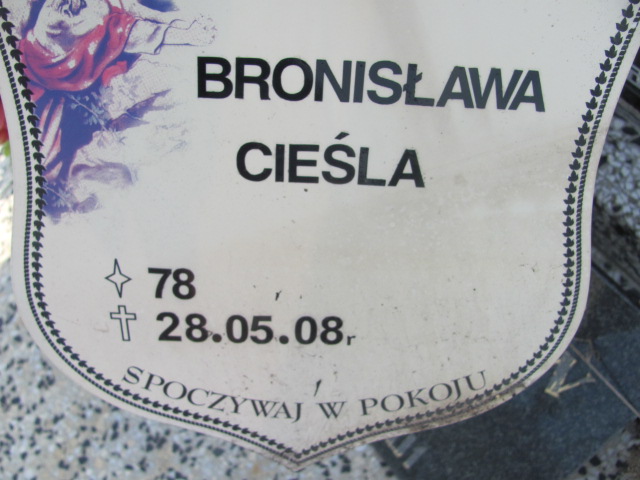 BRONISŁAWA
CIEŚLA
78
28.05.08r
SPOCZYWAJ W POKOJU